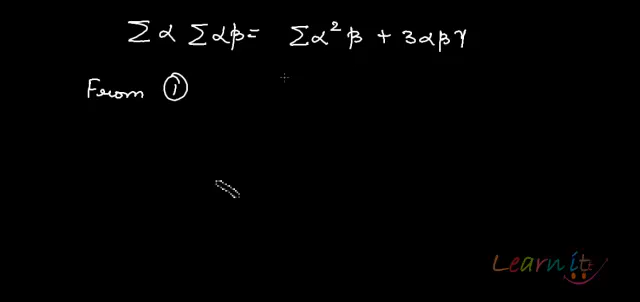 Σα Σαβ = Σα²β + 3αβγ
From ①
Learnit